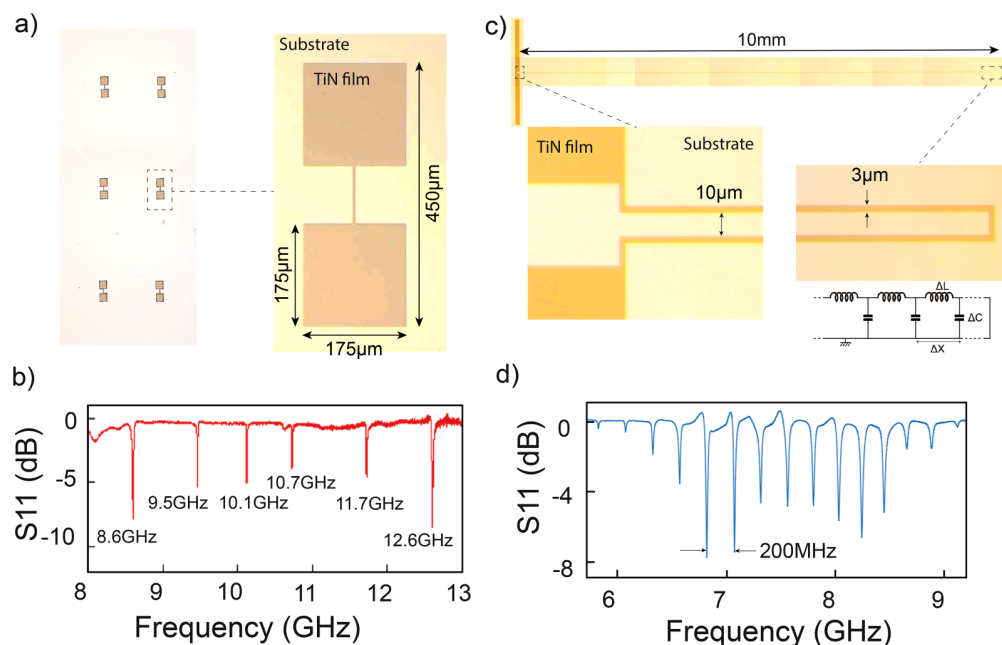 a)
Substrate
TiN film
450μm
175μm
175μm
c)
10mm
TiN film
Substrate
10μm
3μm
ΔL
ΔC
ΔX
b)
S11 (dB)
0
-5
-10
8.6GHz
9.5GHz
10.1GHz
10.7GHz
11.7GHz
12.6GHz
8 9 10 11 12 13
Frequency (GHz)
d)
S11 (dB)
0
-4
-8
200MHz
6 7 8 9
Frequency (GHz)